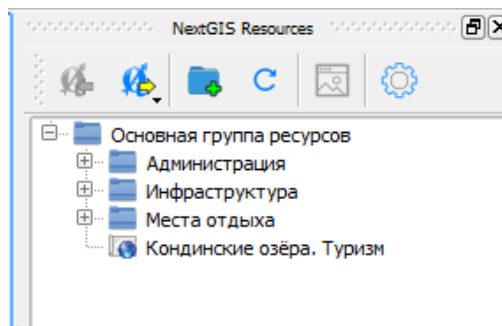 NextGIS Resources
Основная группа ресурсов
Администрация
Инфраструктура
Места отдыха
Кондинские озёра. Туризм